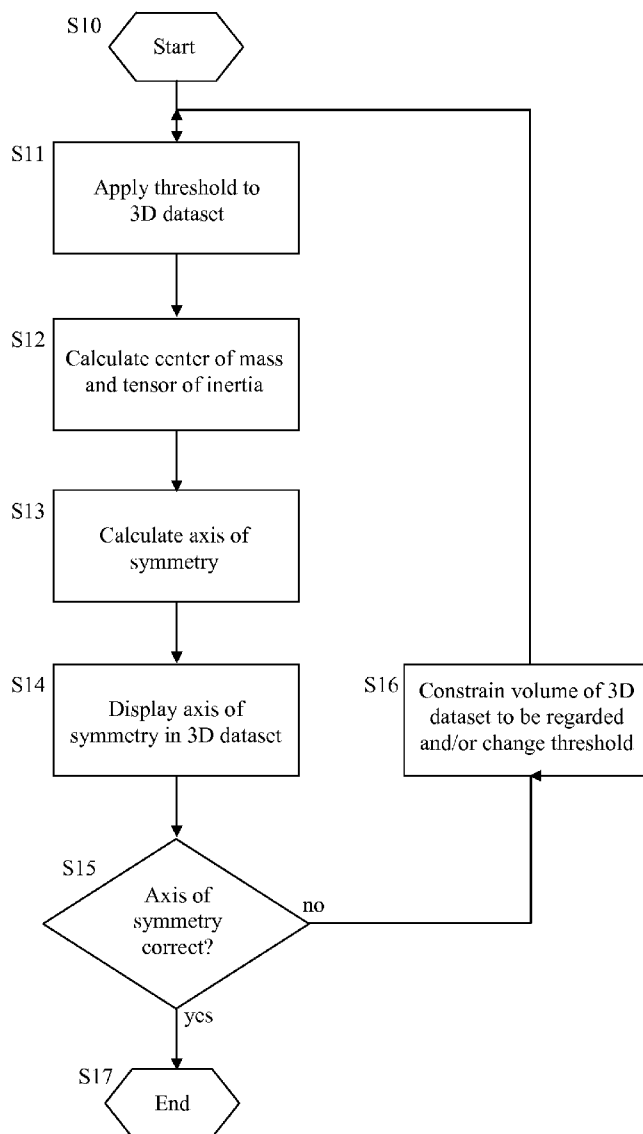 S10
Start
S11
Apply threshold to
3D dataset
S12
Calculate center of mass
and tensor of inertia
S13
Calculate axis of
symmetry
S14
Display axis of
symmetry in 3D dataset
S16
Constrain volume of 3D
dataset to be regarded
and/or change threshold
S15
Axis of
symmetry
correct?
no
yes
S17
End